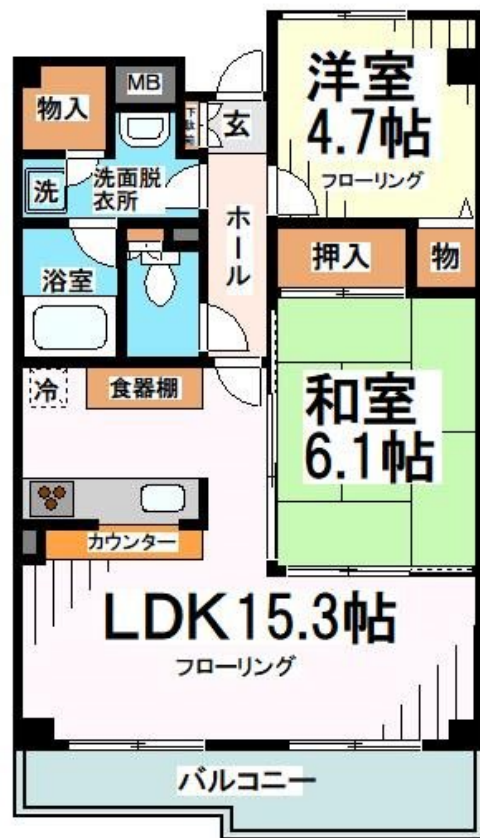 洋室
4.7帖
フローリング
MB
物入
下駄箱
玄
洗
洗面脱
衣所
ホール
浴室
押入
物
冷
食器棚
和室
6.1帖
カウンター
LDK15.3帖
フローリング
バルコニー